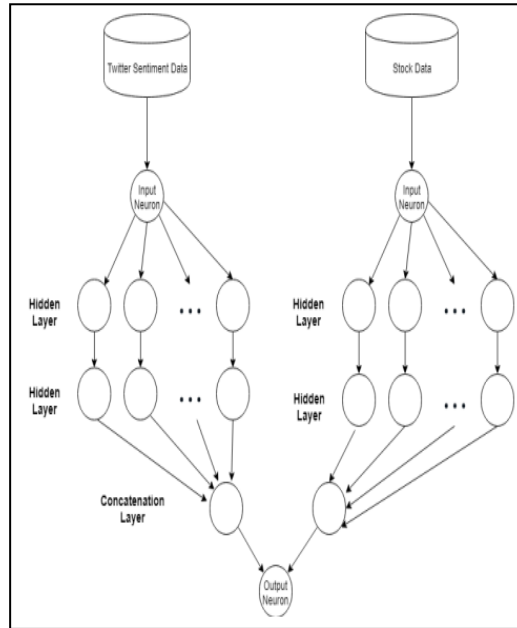 Twitter Sentiment Data
Stock Data
Input
Neuron
Input
Neuron
Hidden
Layer
Hidden
Layer
Hidden
Layer
Hidden
Layer
Concatenation
Layer
Output
Neuron